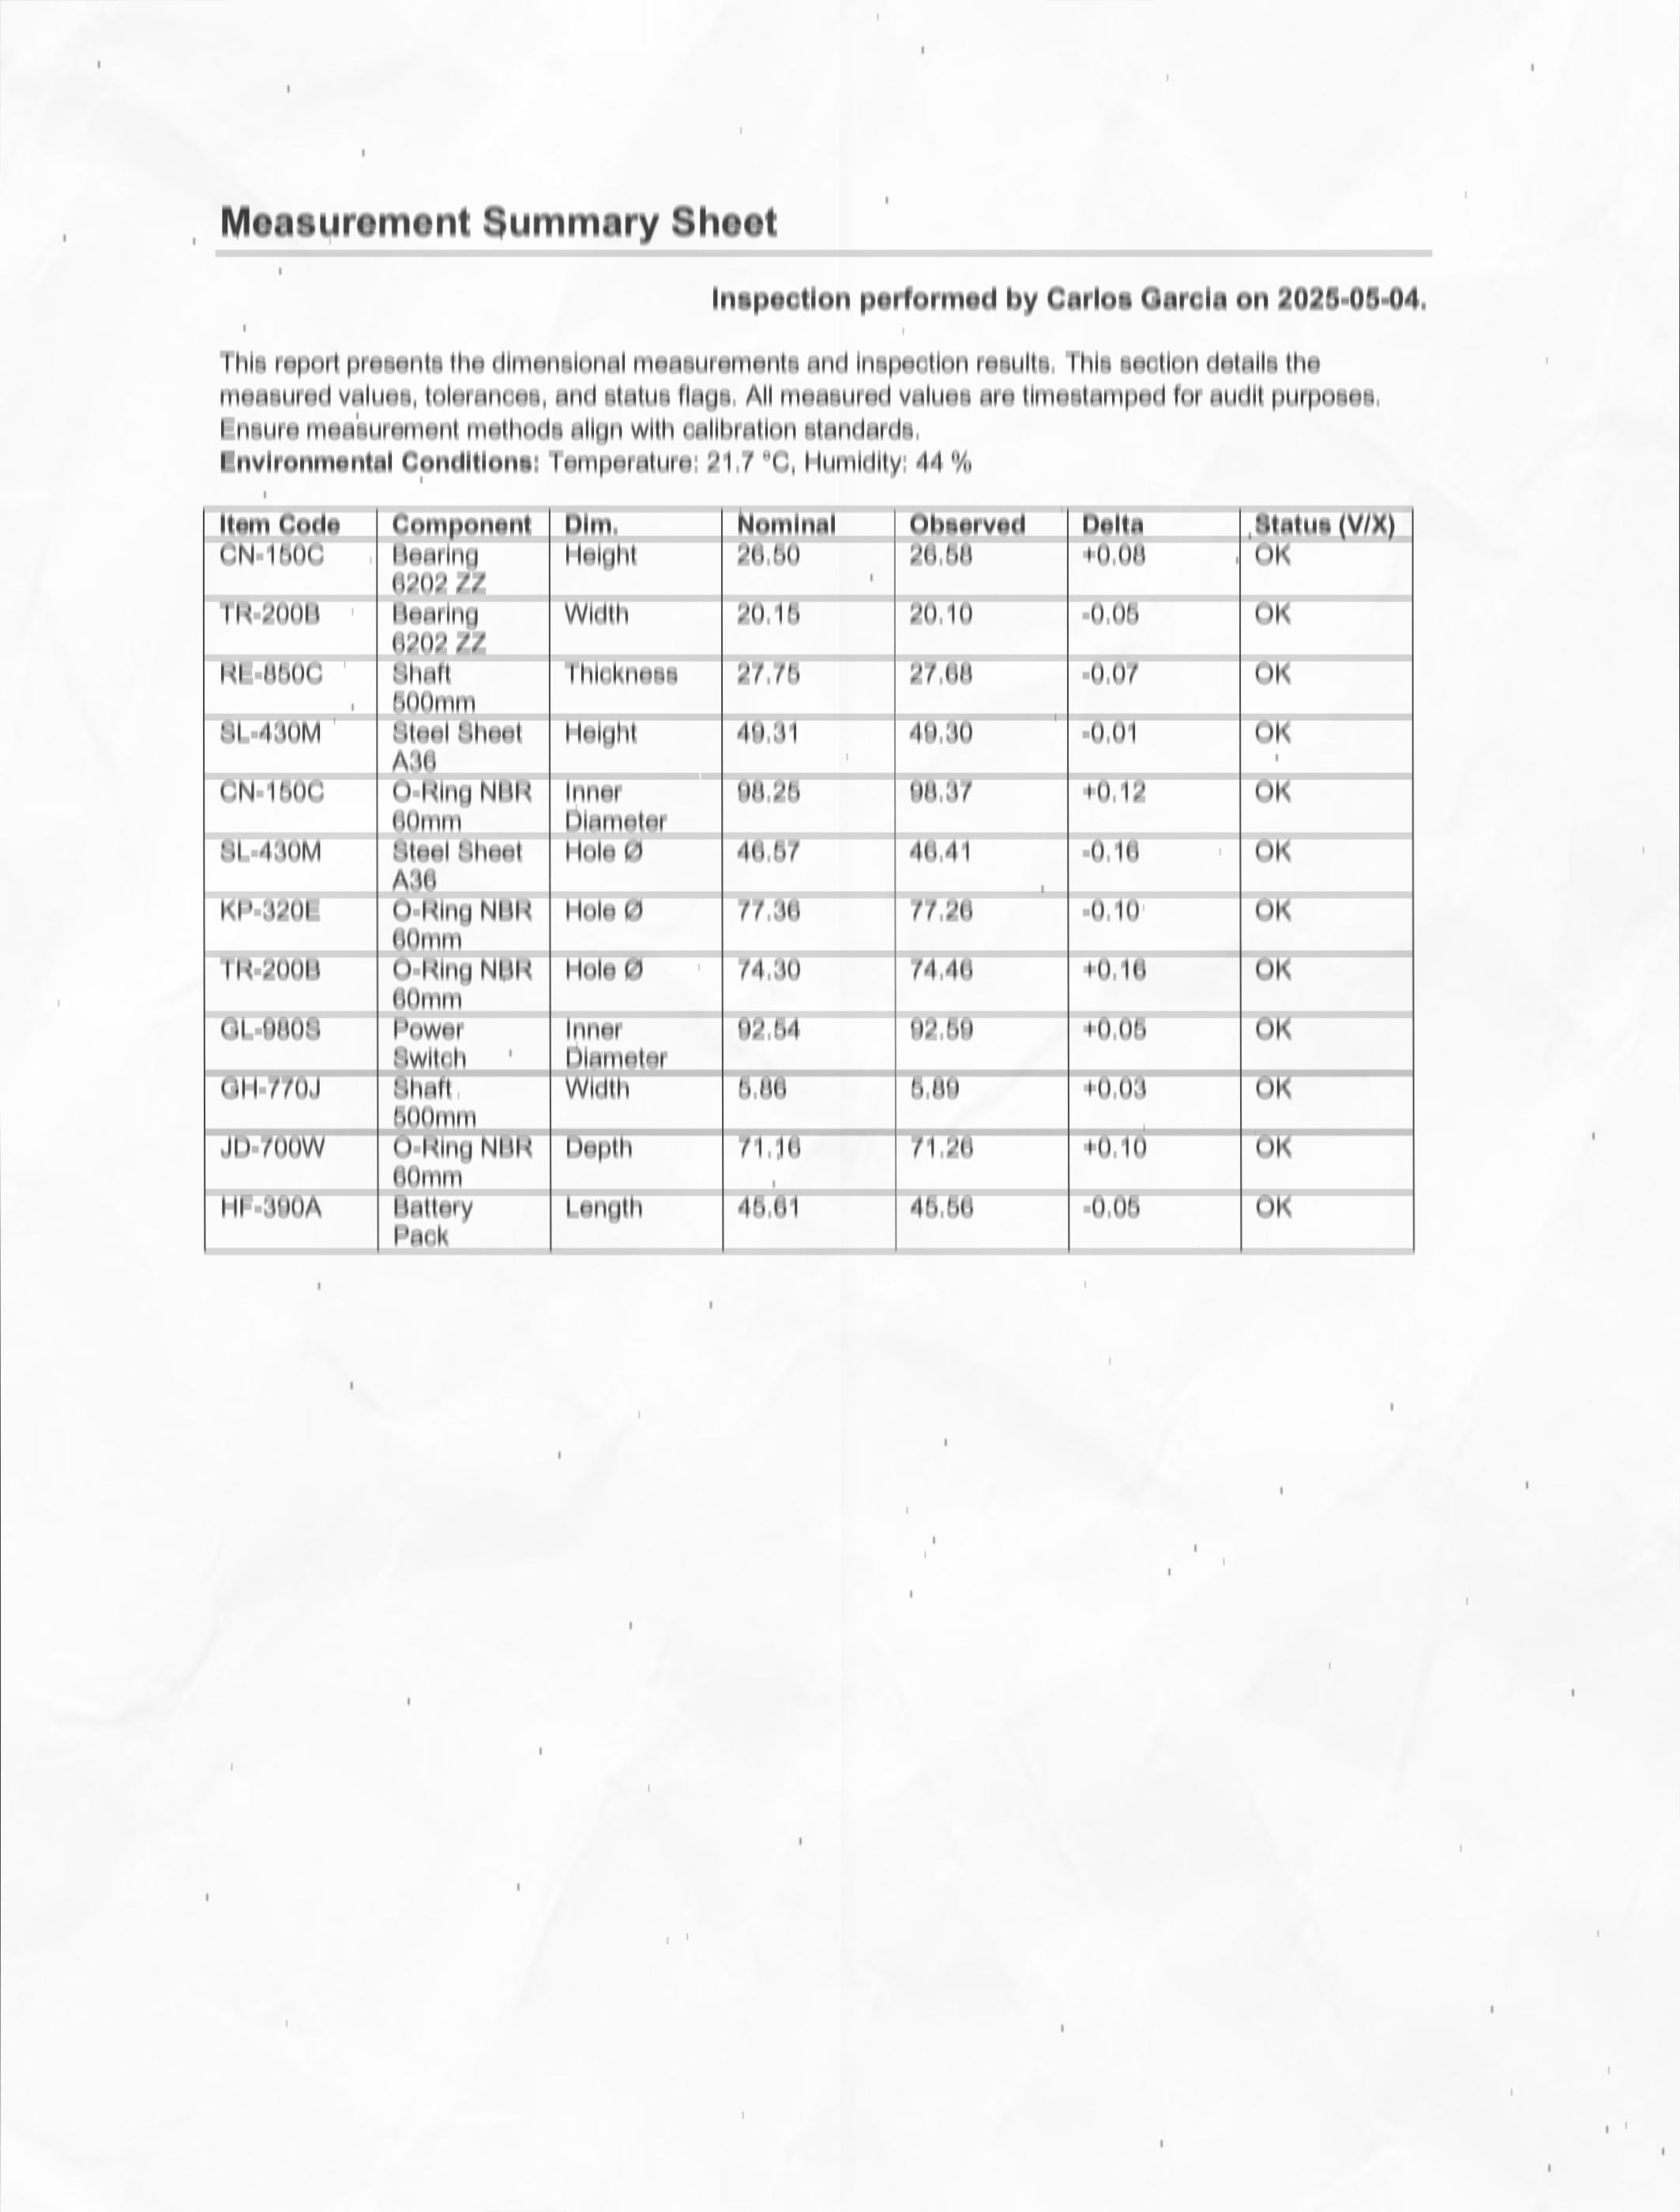 Measurement Summary Sheet
Inspection performed by Carlos Garcia on 2025-05-04.
This report presents the dimensional measurements and inspection results. This section details the
measured values, tolerances, and status flags. All measured values are timestamped for audit purposes.
Ensure measurement methods align with calibration standards.
Environmental Conditions: Temperature: 21.7 °C, Humidity: 44 %
Item Code Component Dim. Nominal Observed Delta Status (V/X)
CN-150C Bearing 6202 ZZ Height 26.50 26.58 +0.08 OK
TR-200B Bearing 6202 ZZ Width 20.15 20.10 -0.05 OK
RE-850C Shaft 500mm Thickness 27.75 27.68 -0.07 OK
SL-430M Steel Sheet A36 Height 49.31 49.30 -0.01 OK
CN-150C O-Ring NBR 60mm Inner Diameter 98.25 98.37 +0.12 OK
SL-430M Steel Sheet A36 Hole Ø 46.57 46.41 -0.16 OK
KP-320E O-Ring NBR 60mm Hole Ø 77.36 77.26 -0.10 OK
TR-200B O-Ring NBR 60mm Hole Ø 74.30 74.46 +0.16 OK
GL-980S Power Switch Inner Diameter 92.54 92.59 +0.05 OK
GH-770J Shaft 500mm Width 5.86 5.89 +0.03 OK
JD-700W O-Ring NBR 60mm Depth 71.16 71.26 +0.10 OK
HF-390A Battery Pack Length 45.61 45.56 -0.05 OK